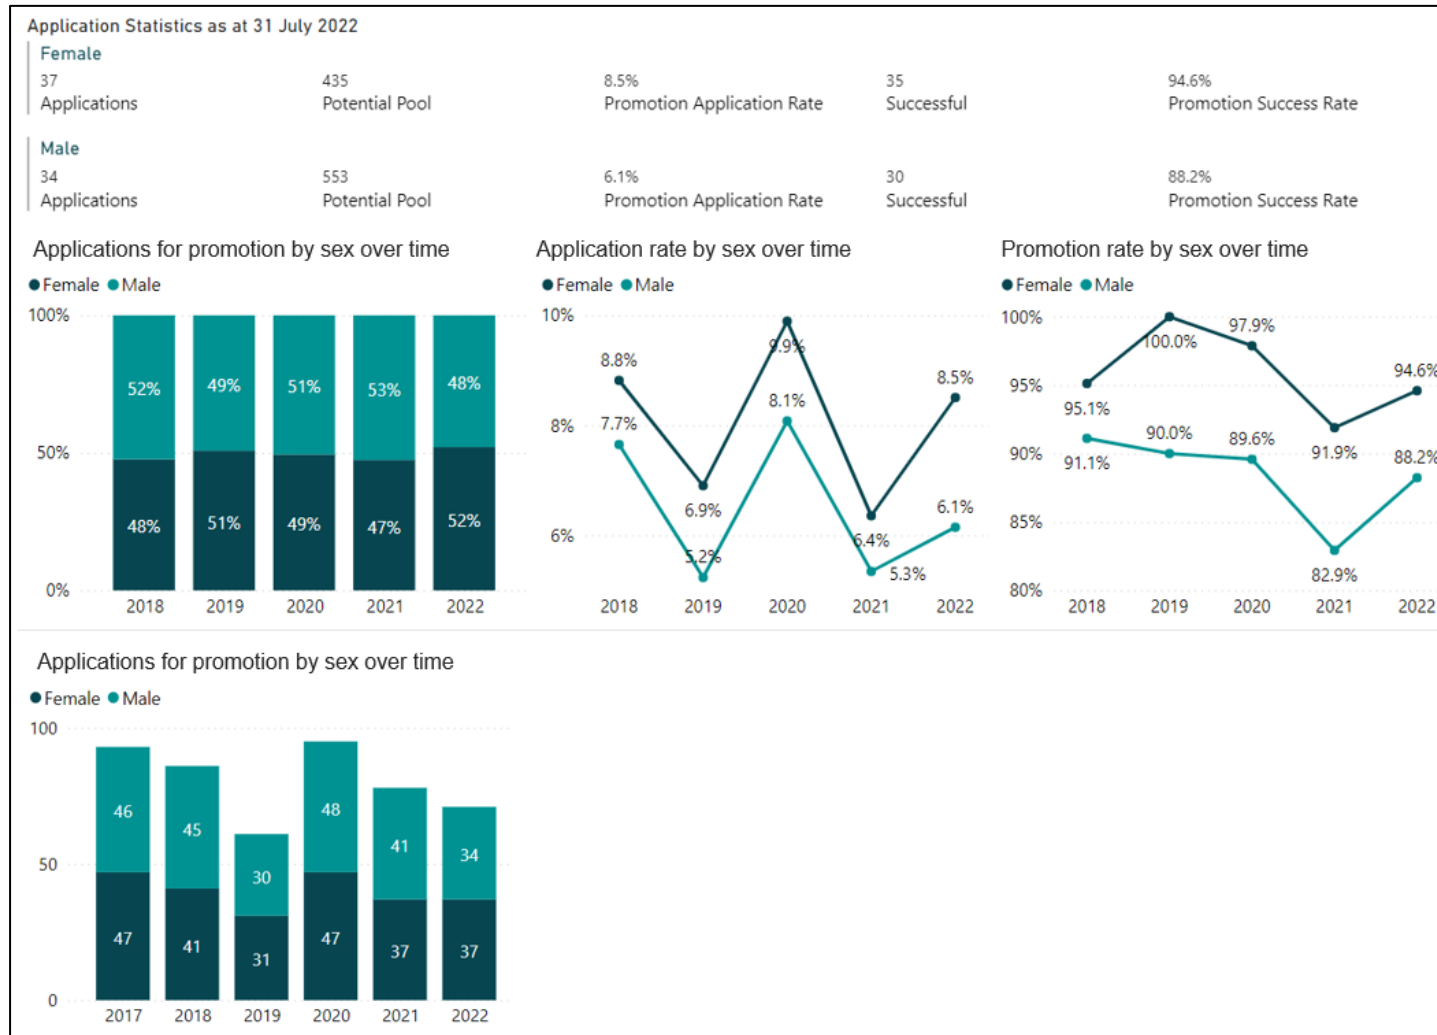 Application Statistics as at 31 July 2022
Female
37 435 8.5% 35 94.6%
Applications Potential Pool Promotion Application Rate Successful Promotion Success Rate
Male
34 553 6.1% 30 88.2%
Applications Potential Pool Promotion Application Rate Successful Promotion Success Rate
Applications for promotion by sex over time
Female Male
100%
50%
0%
52% 49% 51% 53% 48%
48% 51% 49% 47% 52%
2018 2019 2020 2021 2022
Application rate by sex over time
Female Male
10%
8%
6%
8.8% 6.9% 9.9% 6.4% 8.5%
7.7% 5.2% 8.1% 5.3% 6.1%
2018 2019 2020 2021 2022
Promotion rate by sex over time
Female Male
100%
95%
90%
85%
80%
95.1% 100.0% 97.9% 91.9% 94.6%
91.1% 90.0% 89.6% 82.9% 88.2%
2018 2019 2020 2021 2022
Applications for promotion by sex over time
Female Male
100
50
0
46 45 30 48 41 34
47 41 31 47 37 37
2017 2018 2019 2020 2021 2022